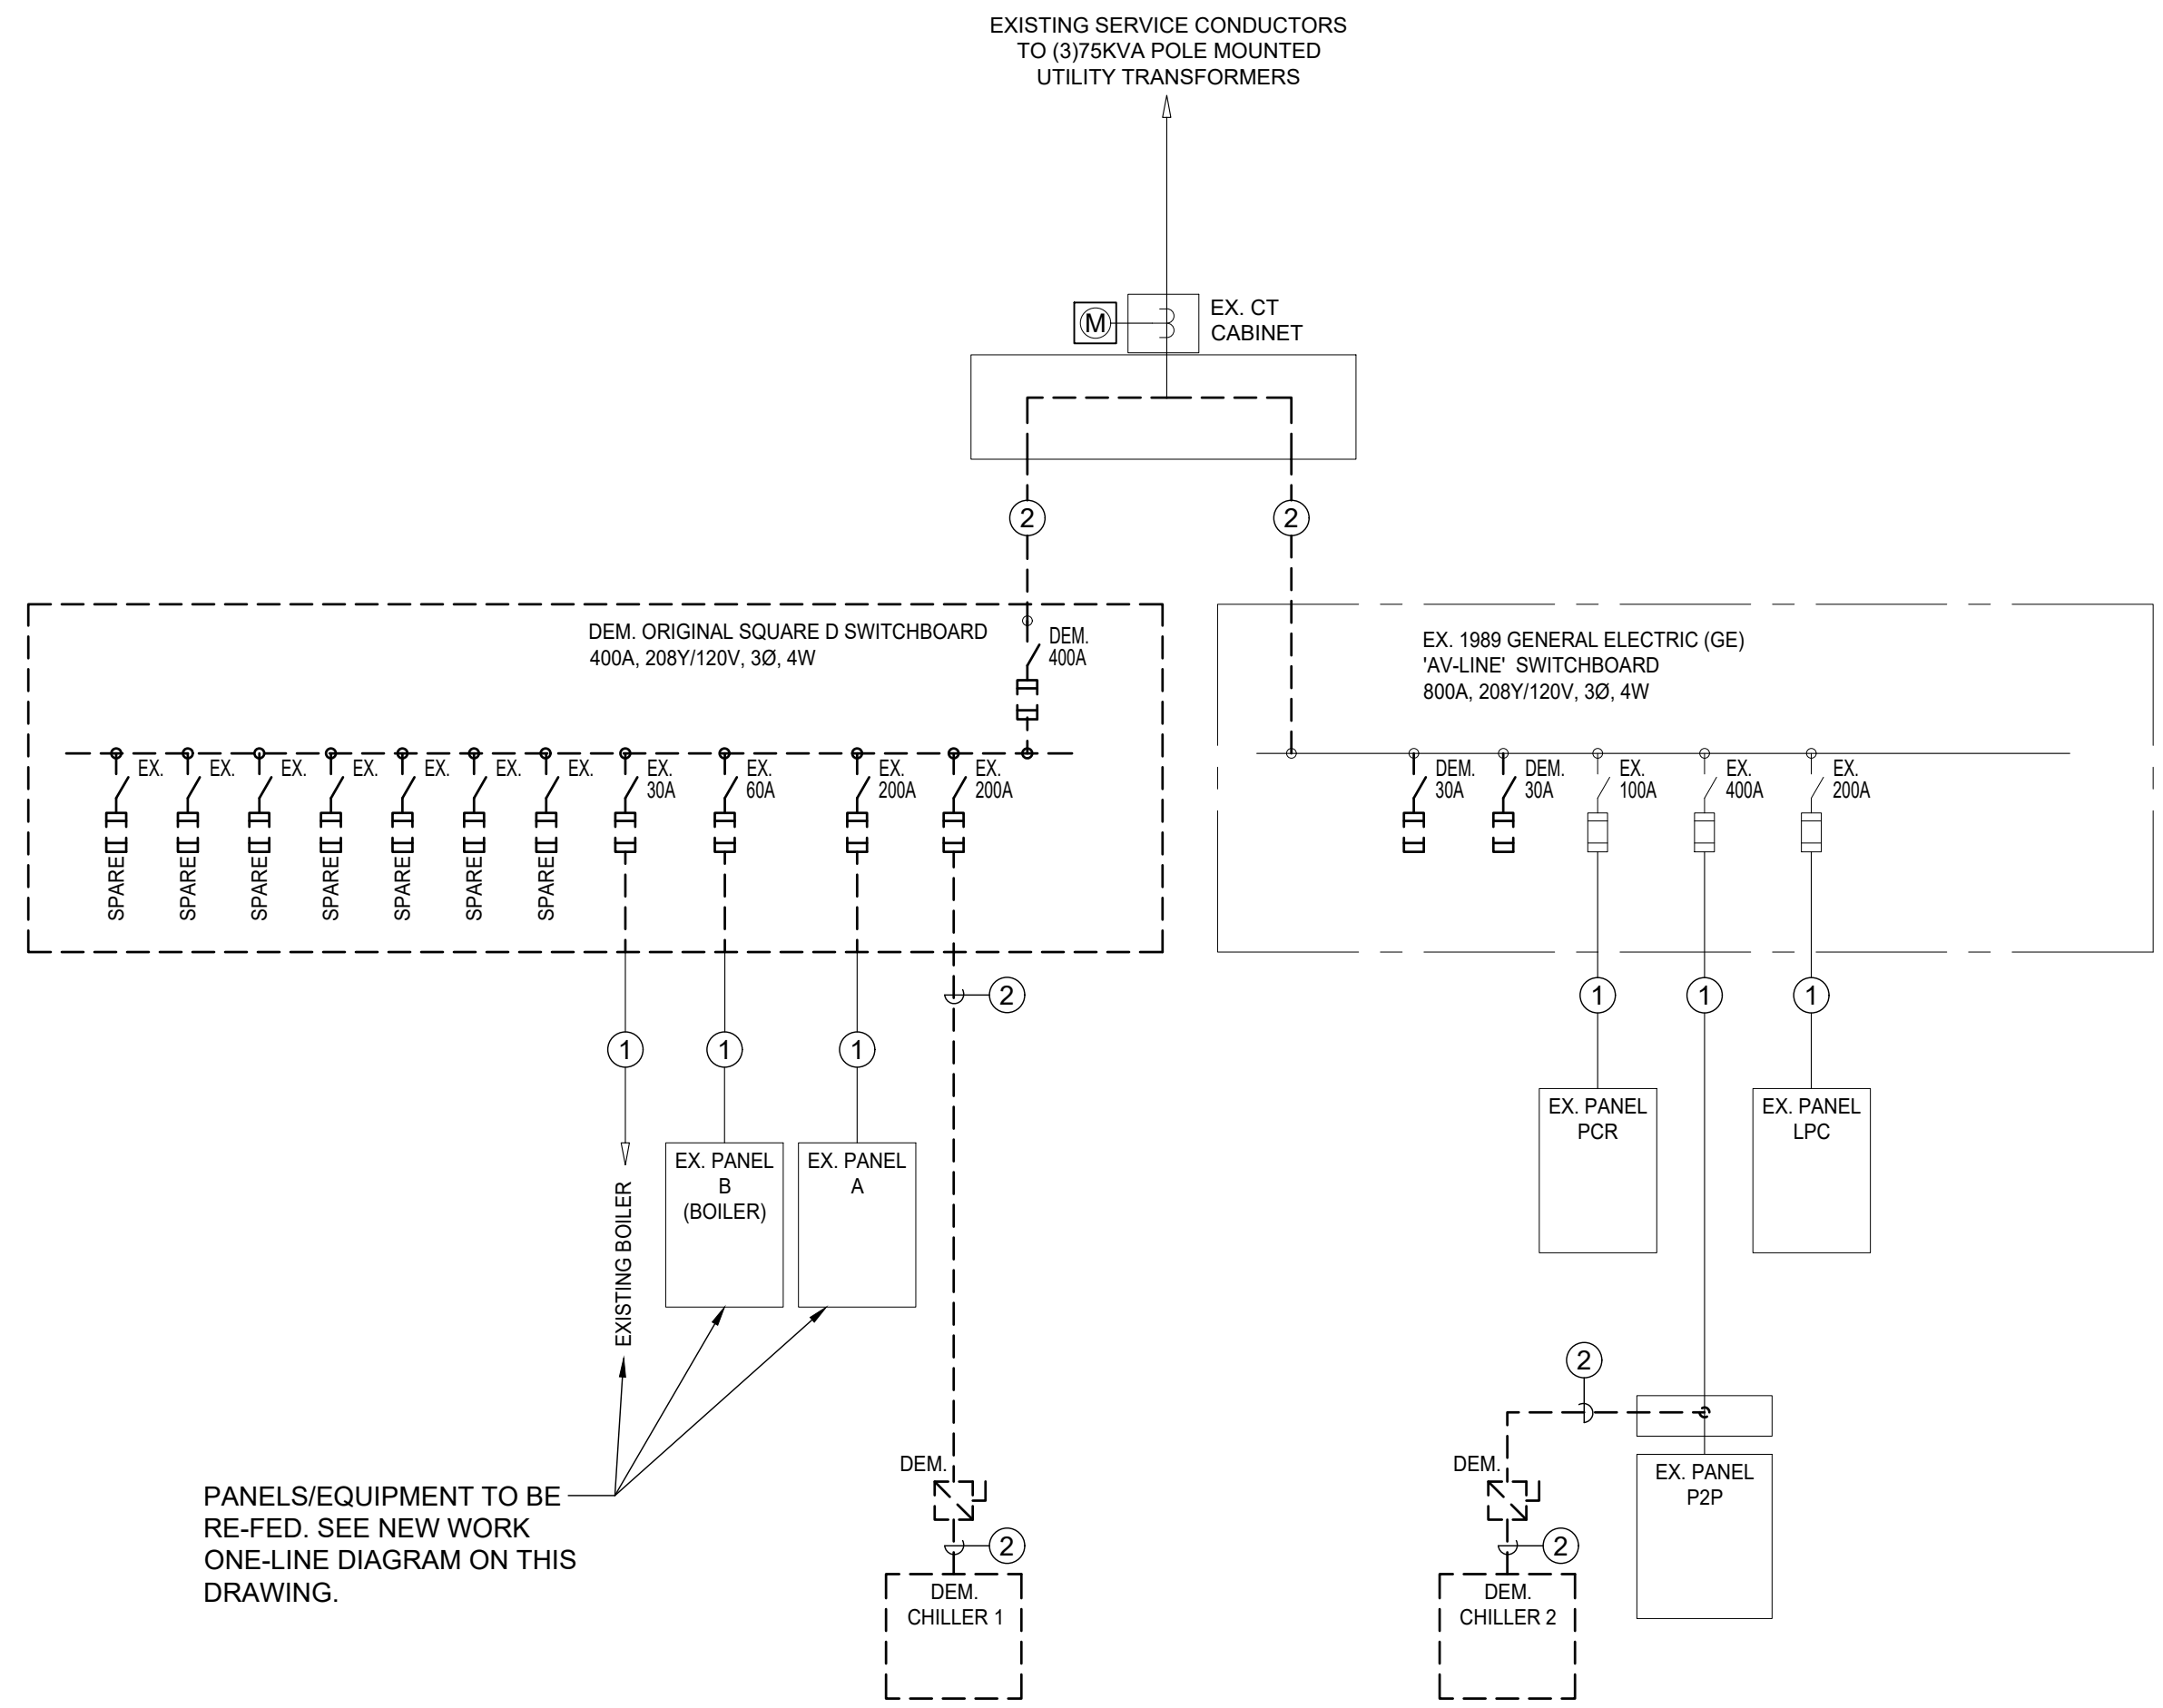 EXISTING SERVICE CONDUCTORS
TO (3)75KVA POLE MOUNTED
UTILITY TRANSFORMERS
M
EX. CT
CABINET
2
2
DEM. ORIGINAL SQUARE D SWITCHBOARD
400A, 208Y/120V, 3Ø, 4W
DEM.
400A
EX. 1989 GENERAL ELECTRIC (GE)
'AV-LINE' SWITCHBOARD
800A, 208Y/120V, 3Ø, 4W
EX.
SPARE
EX.
SPARE
EX.
SPARE
EX.
SPARE
EX.
SPARE
EX.
SPARE
EX.
SPARE
EX.
30A
EX.
60A
EX.
200A
EX.
200A
DEM.
30A
DEM.
30A
EX.
100A
EX.
400A
EX.
200A
2
1
1
1
1
1
1
EXISTING BOILER
EX. PANEL
B
(BOILER)
EX. PANEL
A
EX. PANEL
PCR
EX. PANEL
LPC
2
PANELS/EQUIPMENT TO BE
RE-FED. SEE NEW WORK
ONE-LINE DIAGRAM ON THIS
DRAWING.
DEM.
2
DEM.
CHILLER 1
DEM.
2
DEM.
CHILLER 2
EX. PANEL
P2P